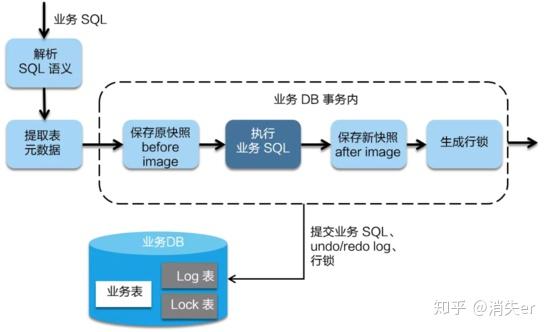 业务 SQL
解析
SQL 语义
提取表
元数据
业务 DB 事务内
保存原快照
before
image
执行
业务 SQL
保存新快照
after image
生成行锁
提交业务 SQL、
undo/redo log、
行锁
业务DB
业务表
Log 表
Lock 表
知乎 @消失er